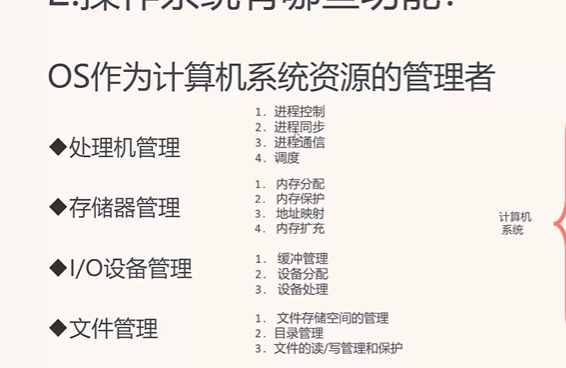 2.操作系统有哪些功能?
OS作为计算机系统资源的管理者
◆处理机管理
1. 进程控制
2. 进程同步
3. 进程通信
4. 调度
◆存储器管理
1. 内存分配
2. 内存保护
3. 地址映射
4. 内存扩充
◆I/O设备管理
1. 缓冲管理
2. 设备分配
3. 设备处理
◆文件管理
1. 文件存储空间的管理
2. 目录管理
3. 文件的读/写管理和保护
计算机
系统